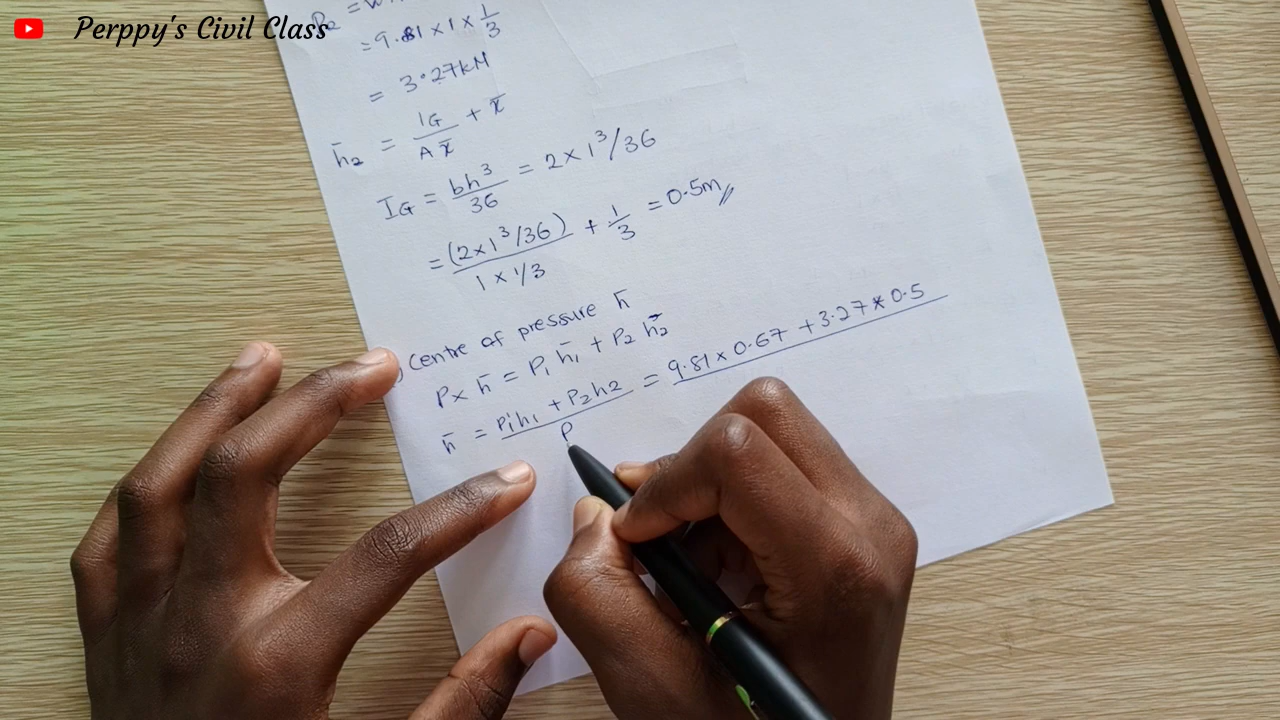 Perppy's Civil Class
P2 = w
= 9.81 × 1 × 1/3
= 3.27kN
h̄2 = IG/Ax̄ + x̄
IG = bh³/36 = 2×1³/36
= (2×1³/36)/1×1/3 + 1/3 = 0.5m//
) Centre of pressure h̄
P× h̄ = P1 h̄1 + P2 h̄2
h̄ = P1h1 + P2h2/P = 9.81 × 0.67 + 3.27 * 0.5